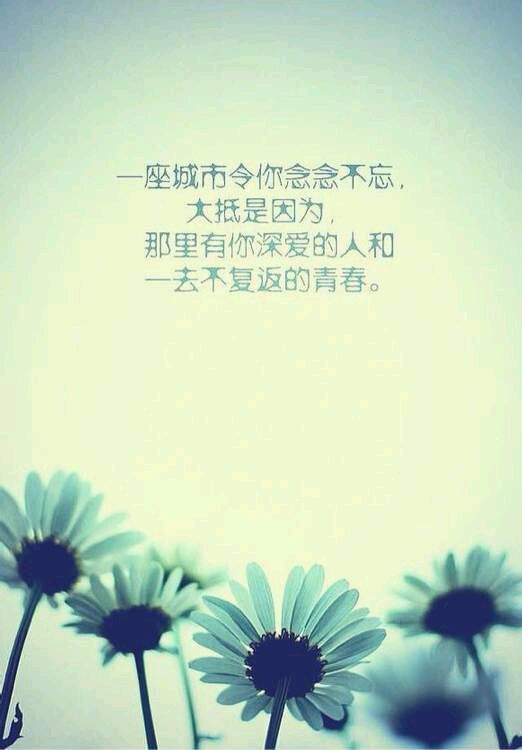 一座城市令你念念不忘，
大抵是因为，
那里有你深爱的人和
一去不复返的青春。